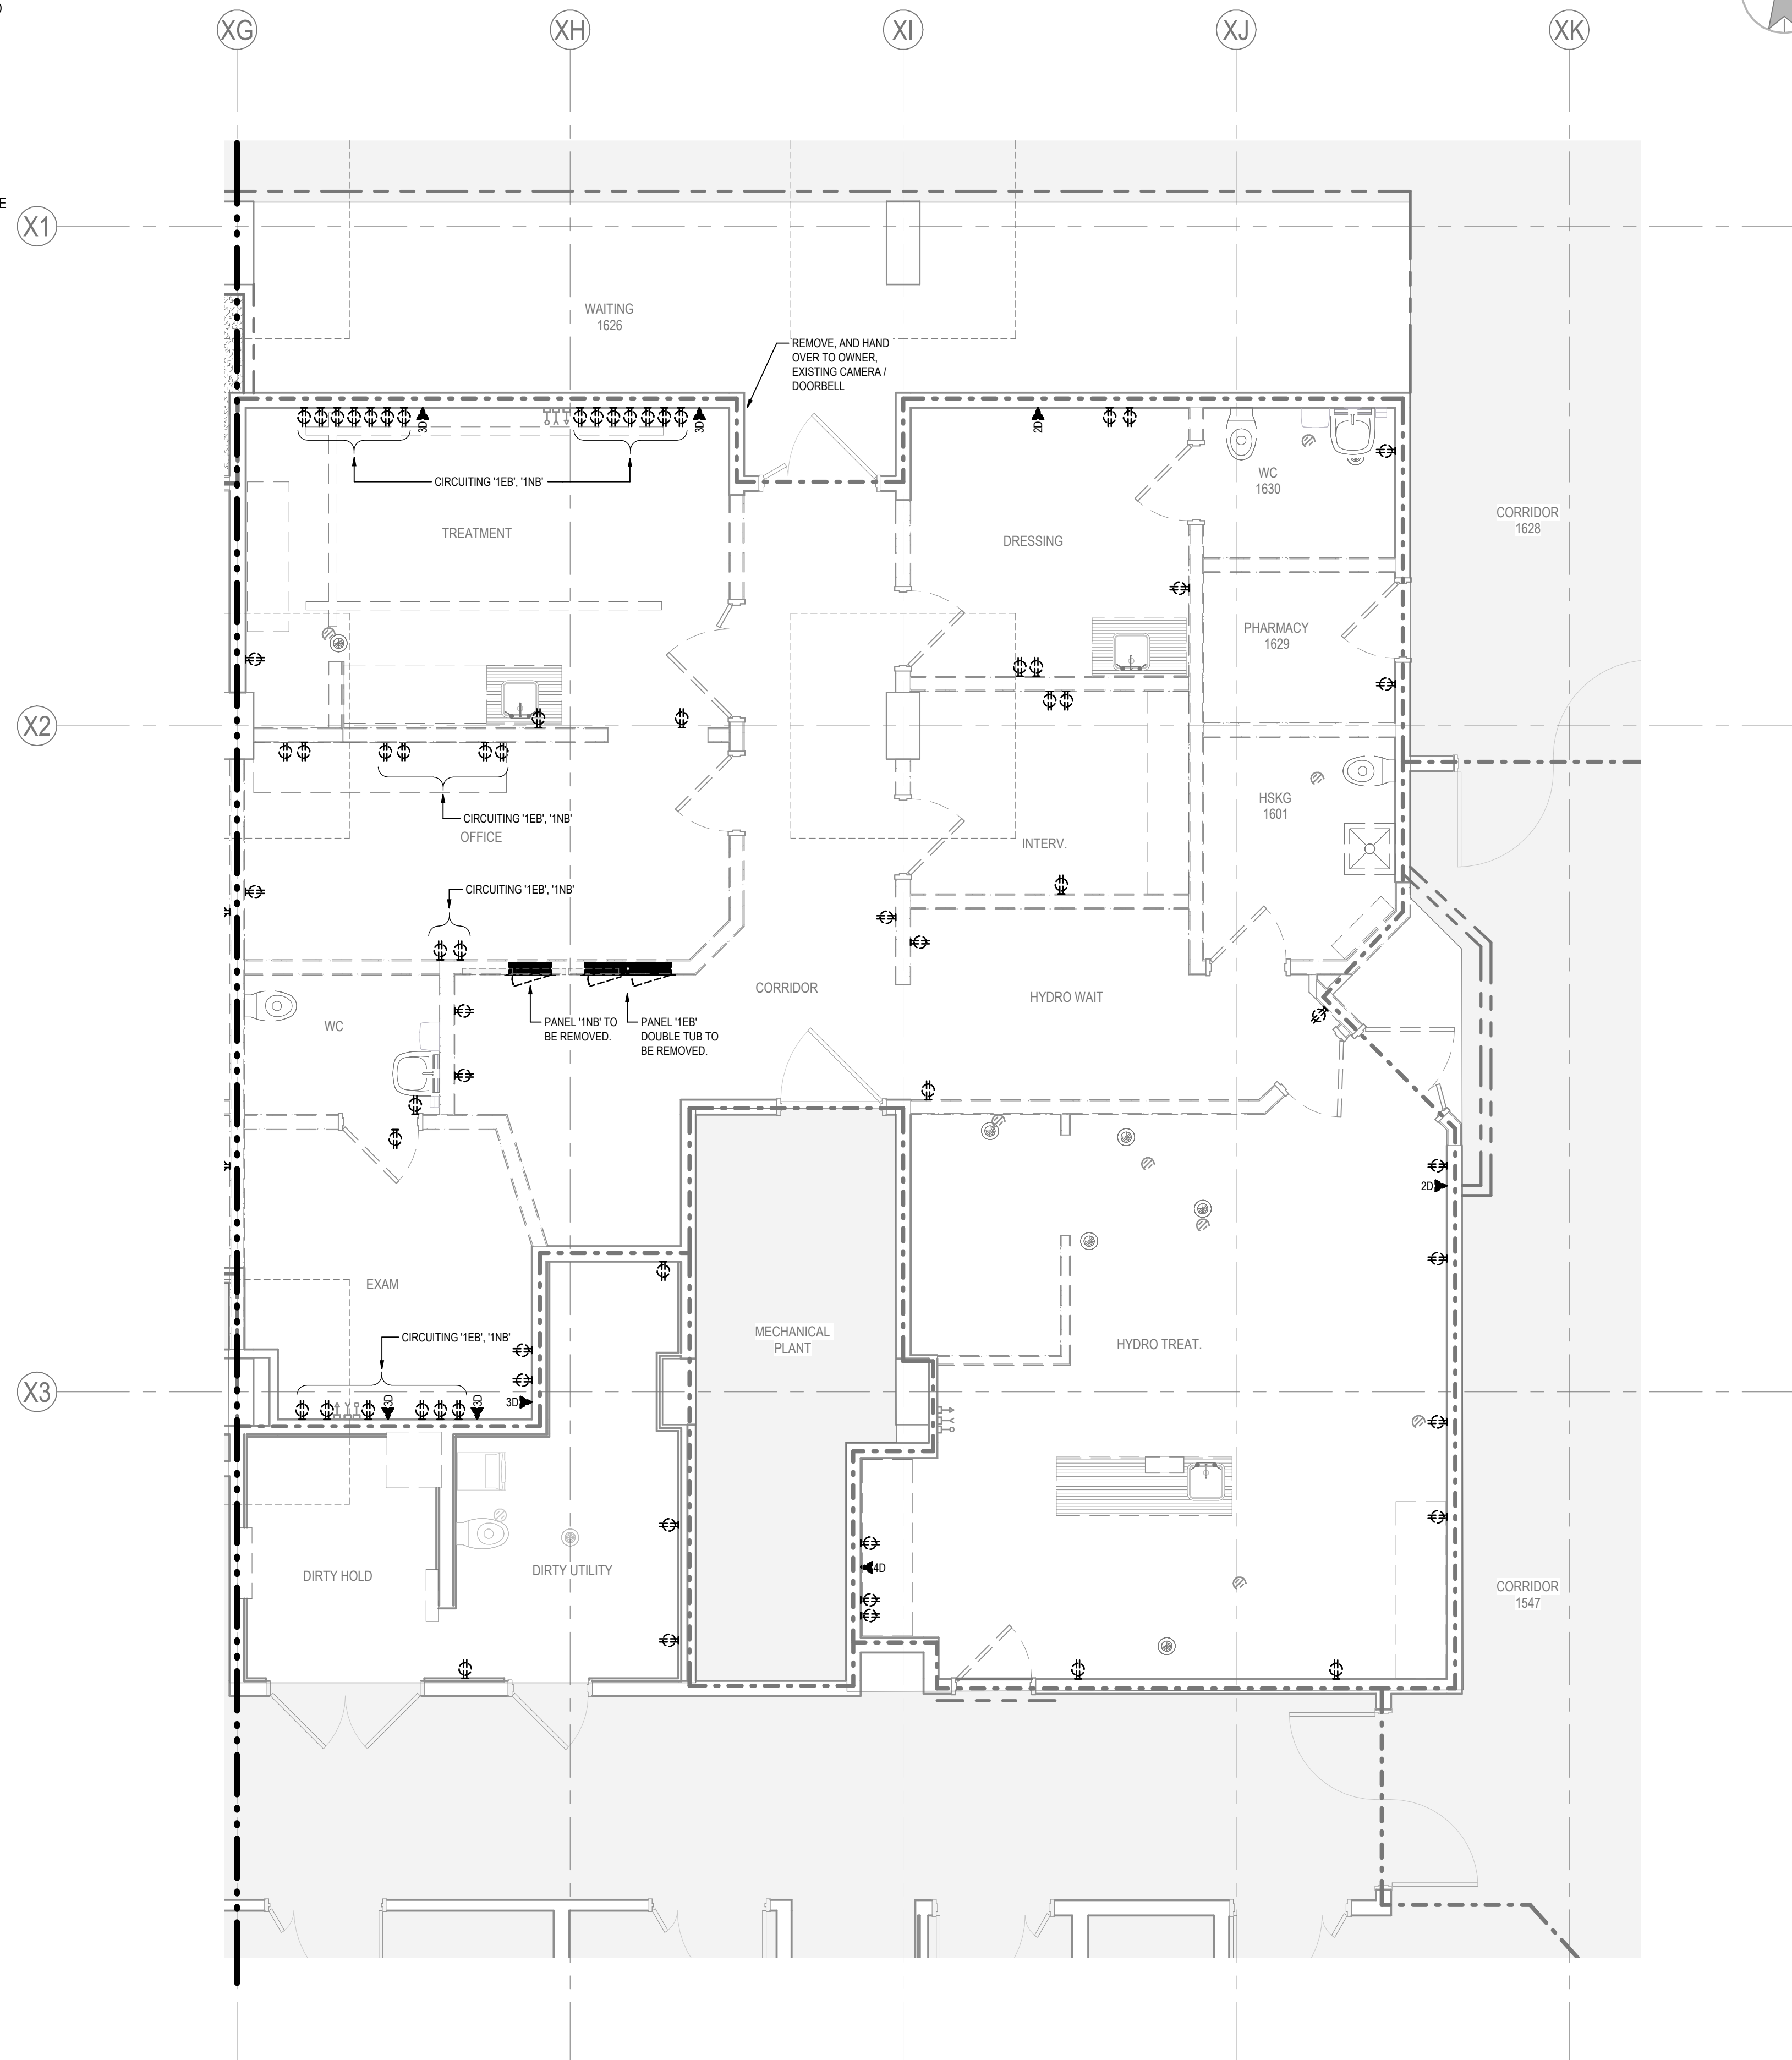 XG
XH
XI
XJ
XK
X1
E
WAITING
1626
REMOVE, AND HAND
OVER TO OWNER,
EXISTING CAMERA /
DOORBELL
3D
3D
2D
CIRCUITING '1EB', '1NB'
WC
1630
CORRIDOR
1628
TREATMENT
DRESSING
PHARMACY
1629
X2
CIRCUITING '1EB', '1NB'
OFFICE
HSKG
1601
INTERV.
CIRCUITING '1EB', '1NB'
CORRIDOR
HYDRO WAIT
WC
PANEL '1NB' TO
BE REMOVED.
PANEL '1EB'
DOUBLE TUB TO
BE REMOVED.
2D
EXAM
CIRCUITING '1EB', '1NB'
MECHANICAL
PLANT
HYDRO TREAT.
X3
3D
3D
3D
4D
DIRTY HOLD
DIRTY UTILITY
CORRIDOR
1547